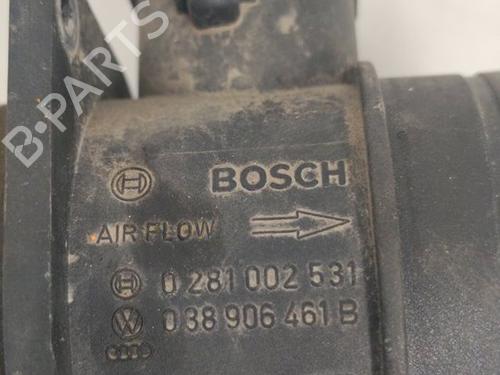 B-PARTS
BOSCH
AIR FLOW
0 281 002 531
038 906 461 B